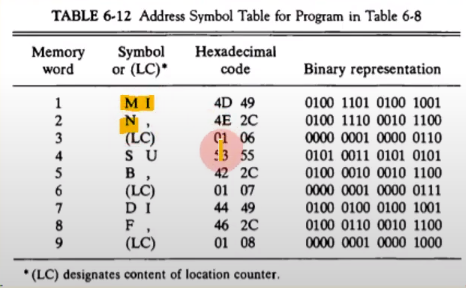 TABLE 6-12 Address Symbol Table for Program in Table 6-8
Memory word Symbol or (LC)* Hexadecimal code Binary representation
1 M I 4D 49 0100 1101 0100 1001
2 N , 4E 2C 0100 1110 0010 1100
3 (LC) 01 06 0000 0001 0000 0110
4 S U 53 55 0101 0011 0101 0101
5 B , 42 2C 0100 0010 0010 1100
6 (LC) 01 07 0000 0001 0000 0111
7 D I 44 49 0100 0100 0100 1001
8 F , 46 2C 0100 0110 0010 1100
9 (LC) 01 08 0000 0001 0000 1000
*(LC) designates content of location counter.